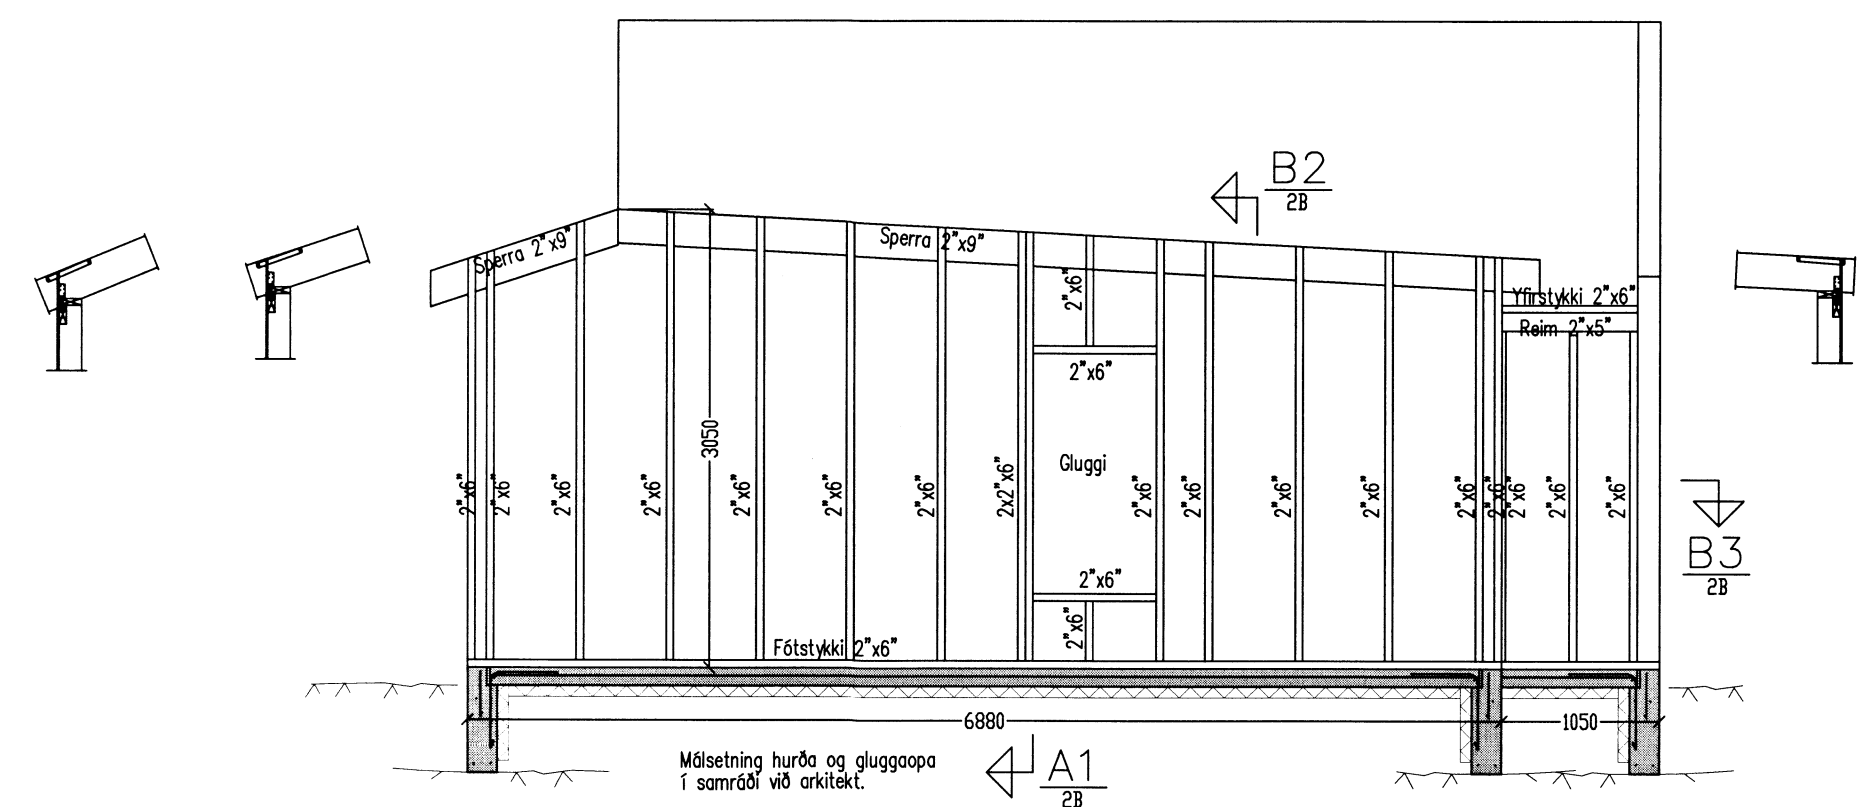 B2
2B
Sperra 2"x9"
Sperra 2"x9"
2"x6"
Yfirstykki 2"x6"
Reim 2"x5"
2"x6"
3050
Gluggi
2"x6"
2"x6"
2"x6"
2"x6"
2"x6"
2"x6"
2"x6"
2x2"x6"
2"x6"
2"x6"
2"x6"
2"x6"
2"x6"
2"x6"
2"x6"
2"x6"
2"x6"
B3
2B
2"x6"
2"x6"
Fótstykki 2"x6"
6880
1050
Málsetning hurða og gluggaopa
í samráði við arkitekt.
A1
2B